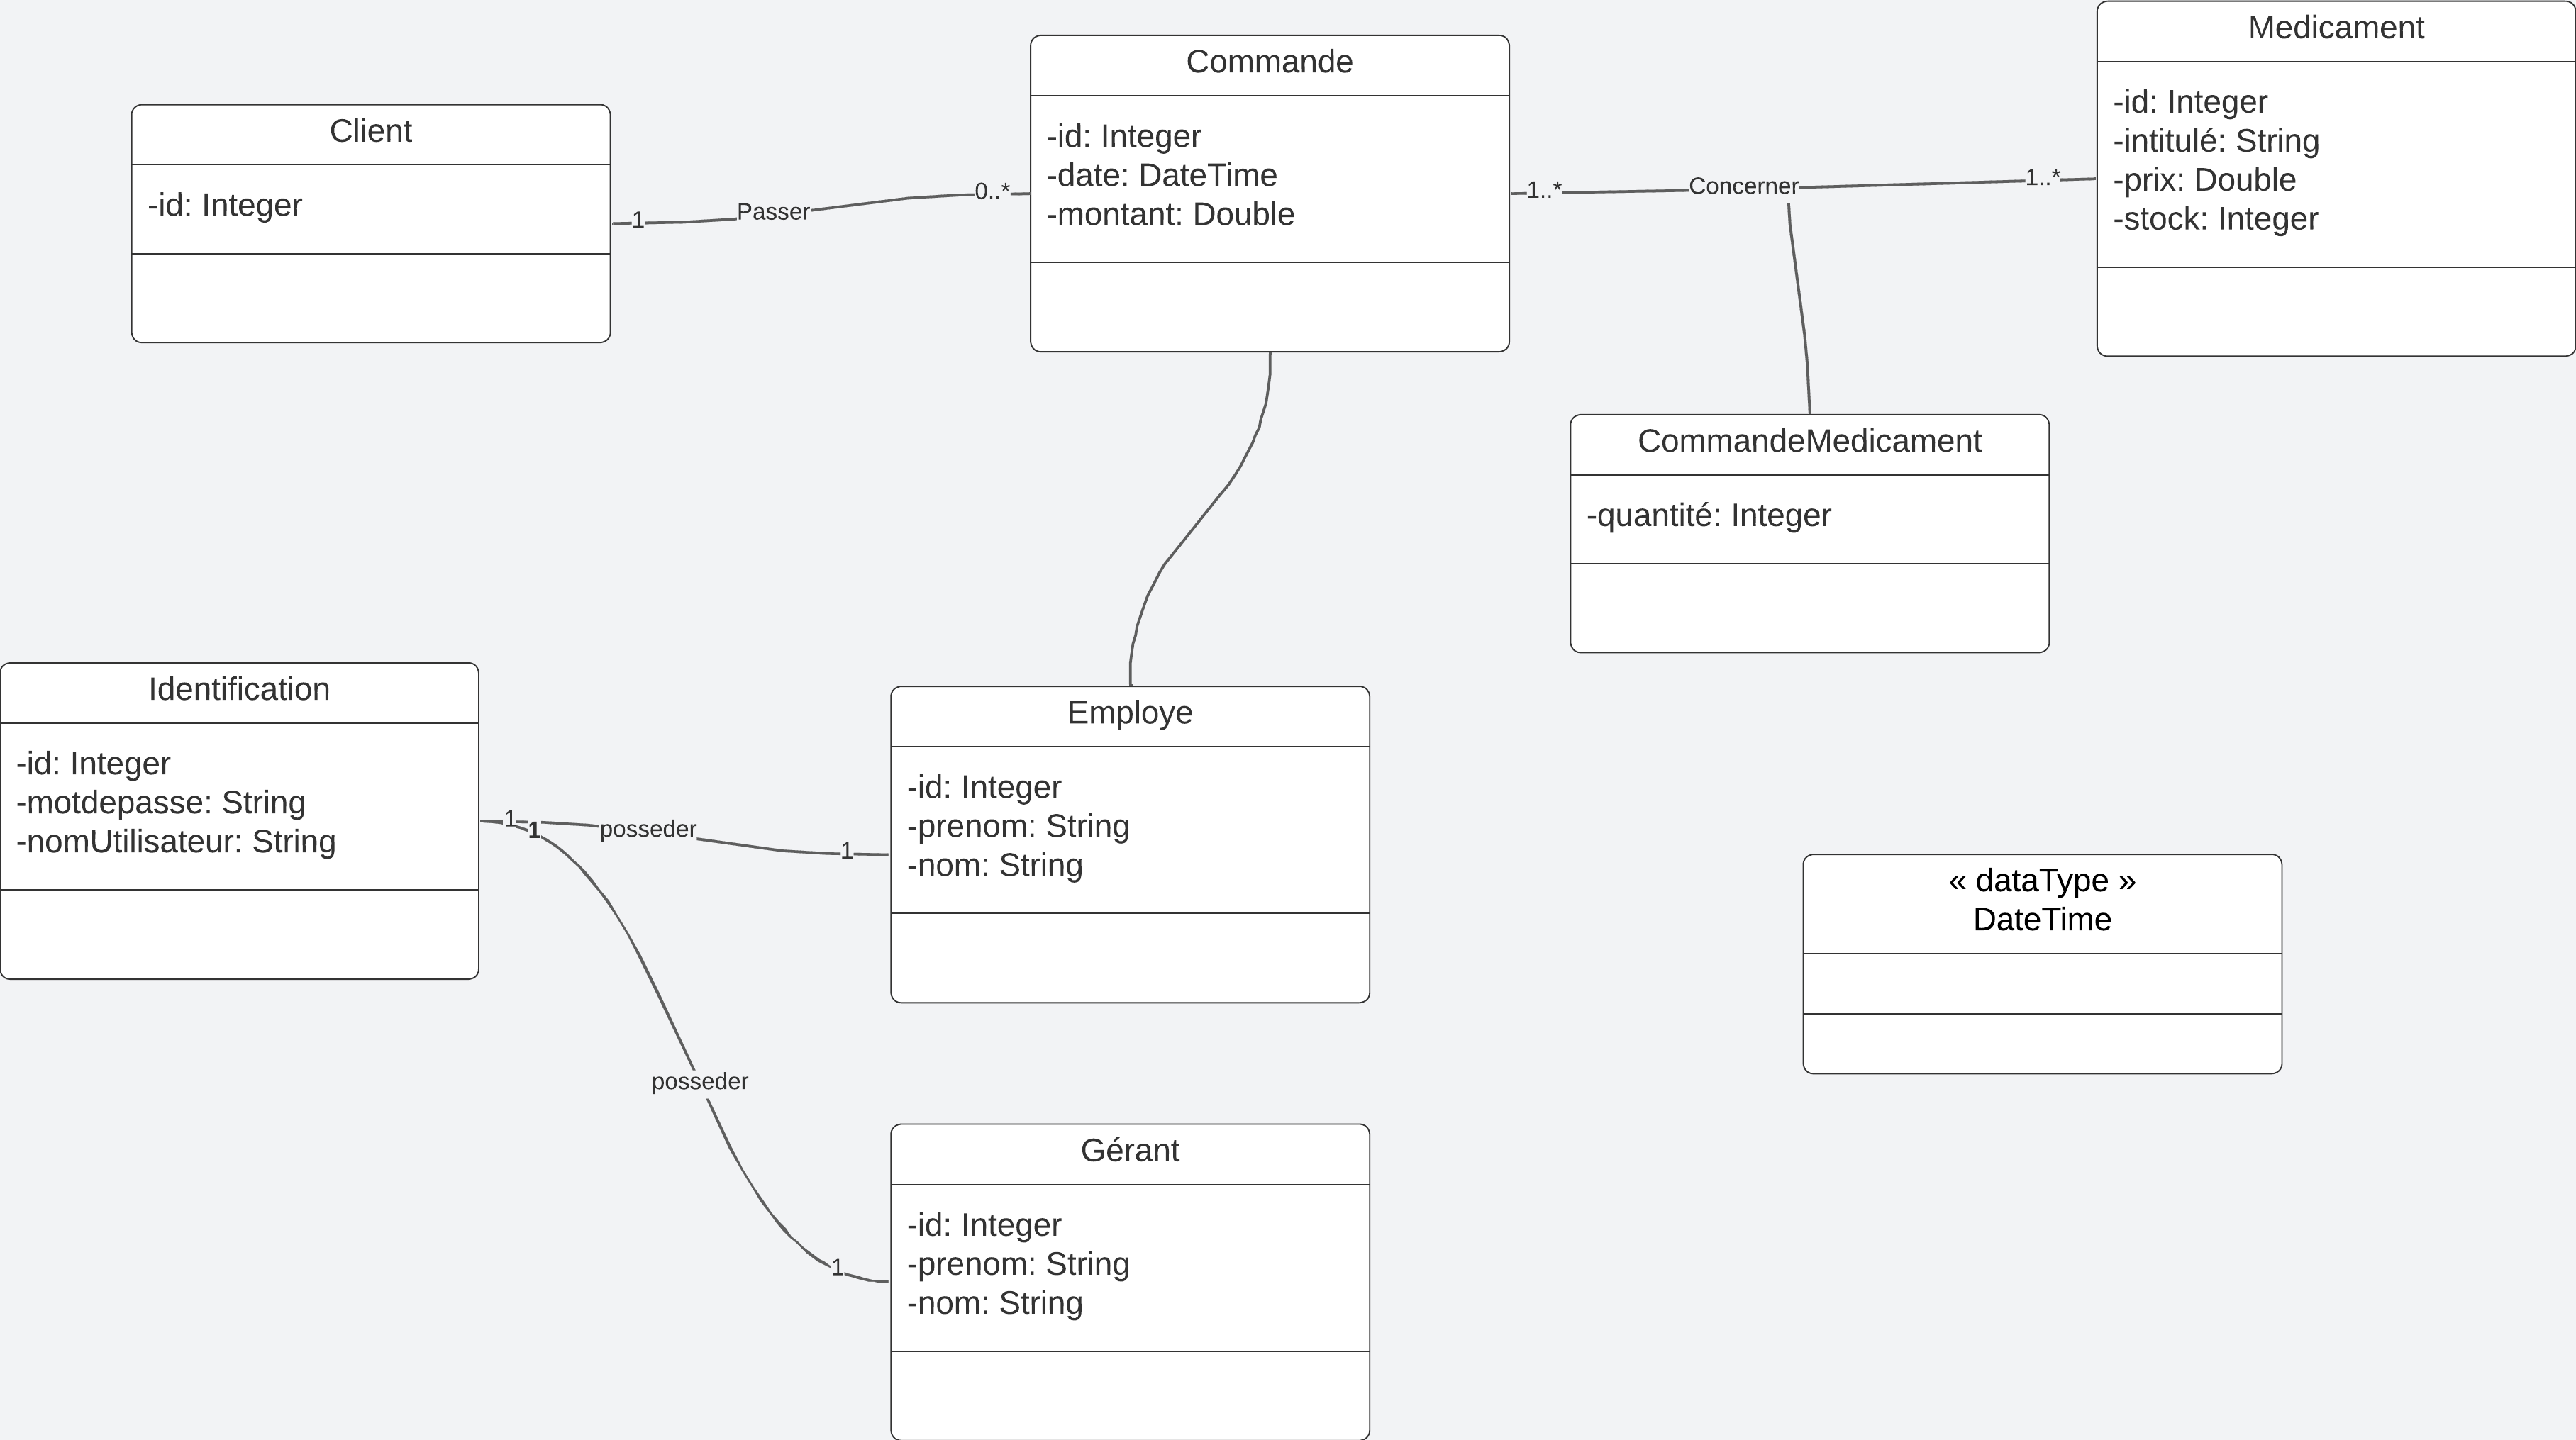 Client
-id: Integer
1
Passer
0..*
Commande
-id: Integer
-date: DateTime
-montant: Double
1..*
Concerner
1..*
Medicament
-id: Integer
-intitulé: String
-prix: Double
-stock: Integer
CommandeMedicament
-quantité: Integer
Identification
-id: Integer
-motdepasse: String
-nomUtilisateur: String
1
posseder
1
Employe
-id: Integer
-prenom: String
-nom: String
1
posseder
1
Gérant
-id: Integer
-prenom: String
-nom: String
« dataType »
DateTime